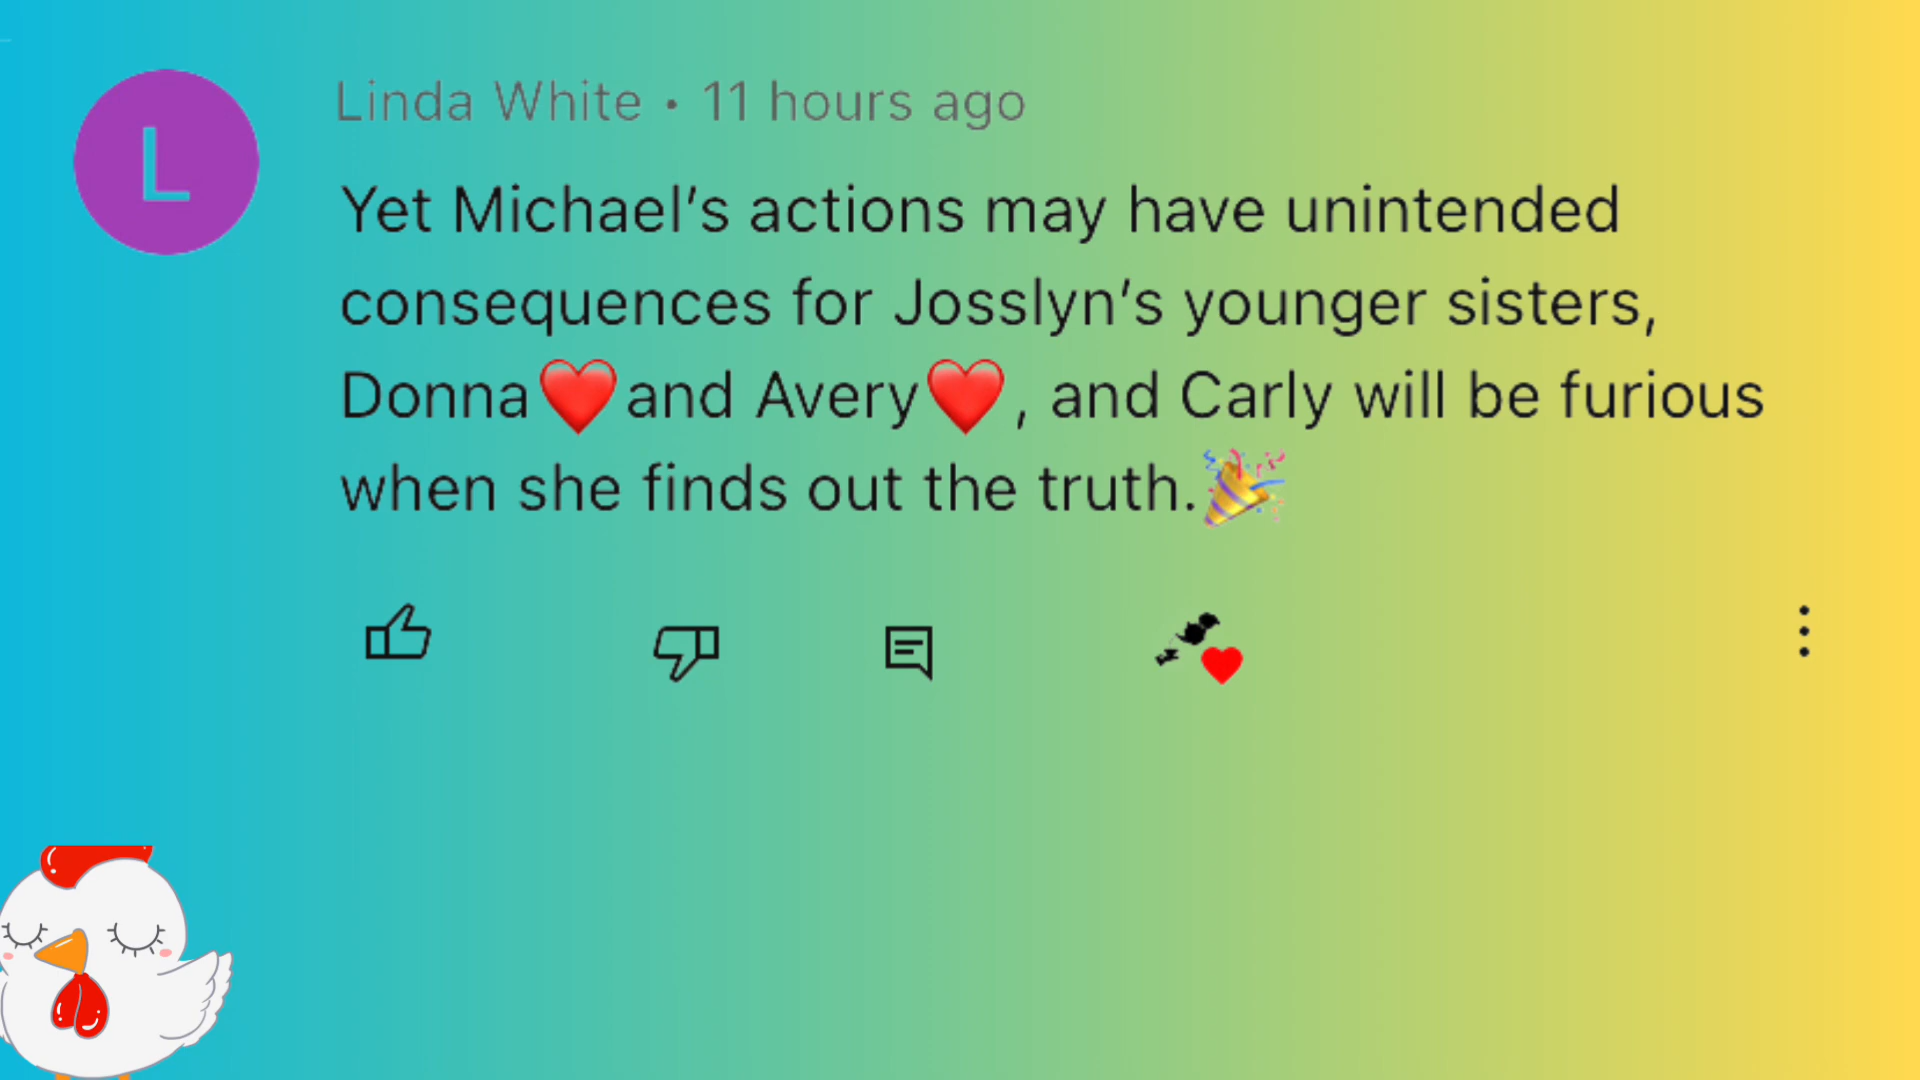 L
Linda White • 11 hours ago
Yet Michael’s actions may have unintended
consequences for Josslyn’s younger sisters,
Donna❤️and Avery❤️, and Carly will be furious
when she finds out the truth.🎉